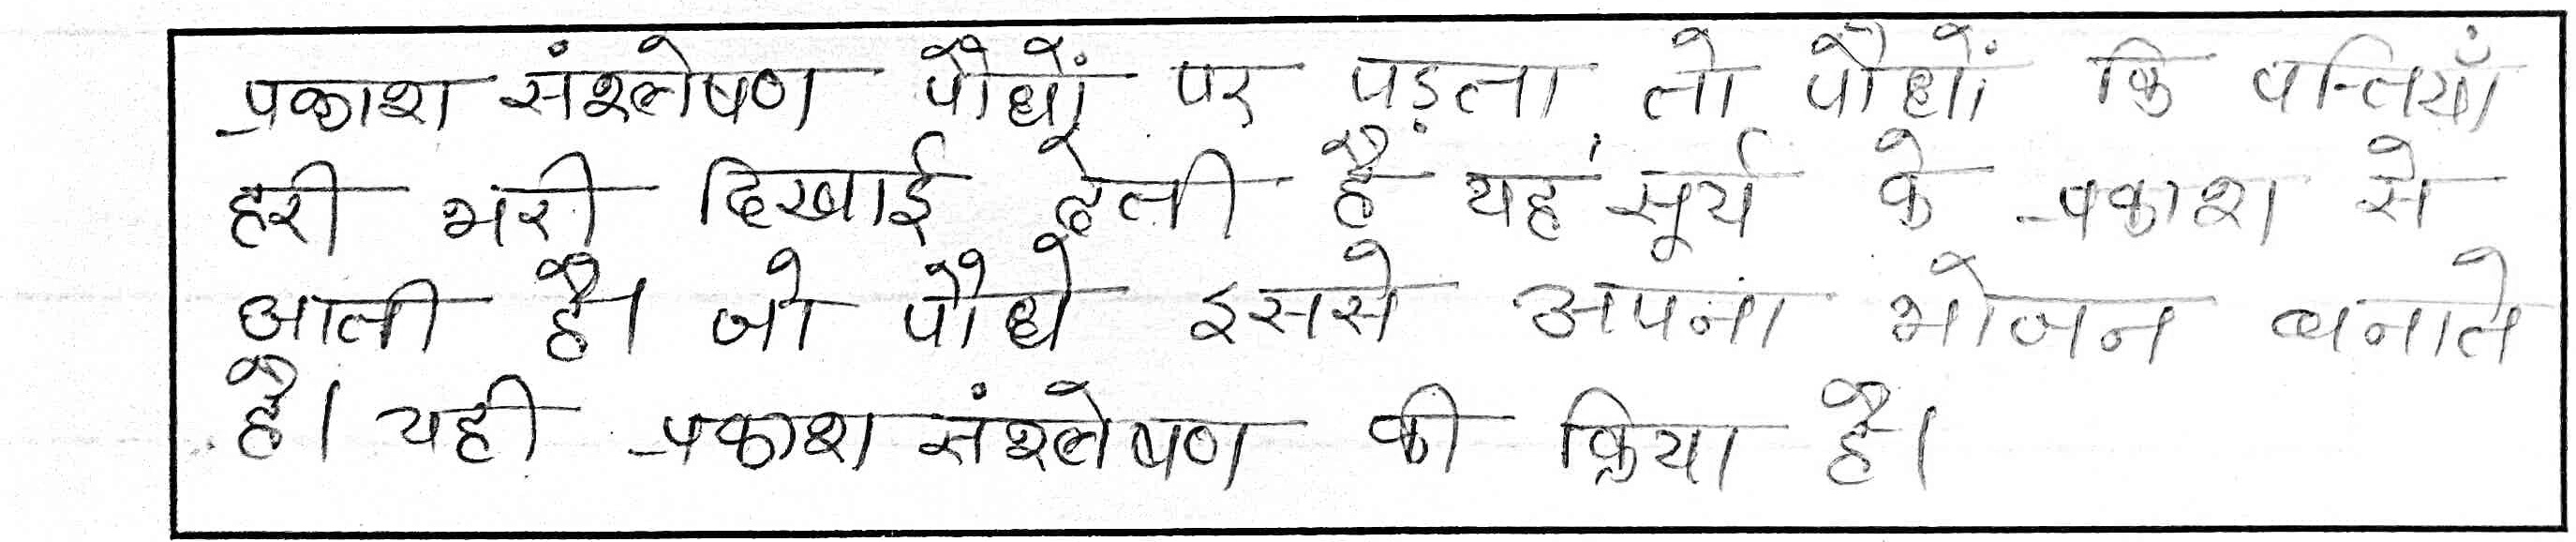 प्रकाश संश्लेषण पौधों पर पड़ता तो पौधों कि पत्तियाँ
हरी भरी दिखाई देती है यह सूर्य के प्रकाश से
आती है। जो पौधे इससे अपना भोजन बनाते
है। यही प्रकाश संश्लेषण की क्रिया है।